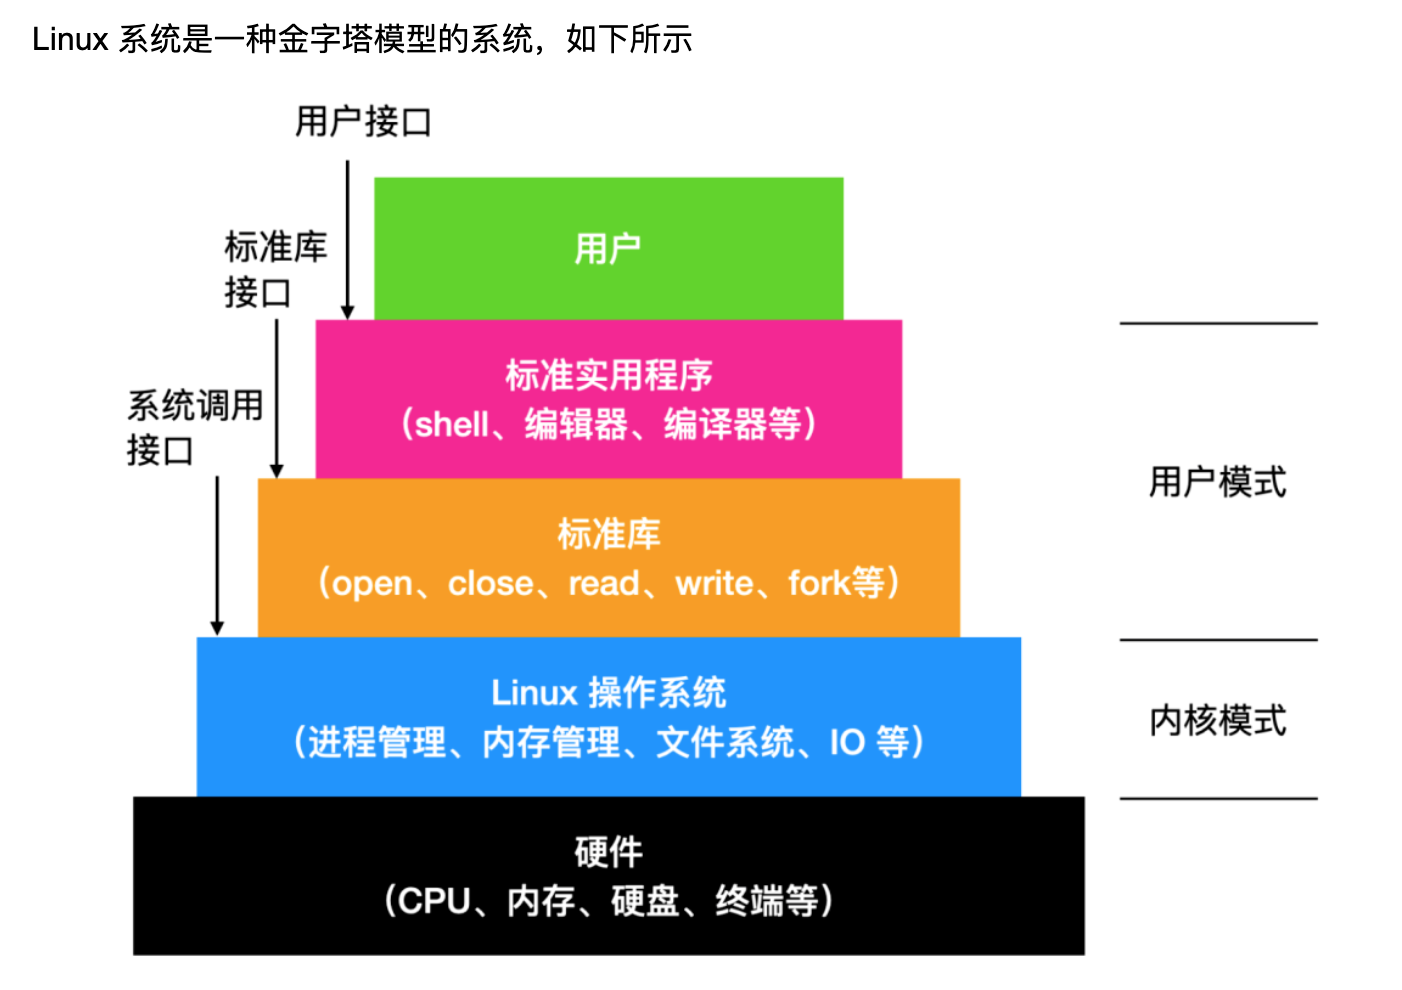 Linux 系统是一种金字塔模型的系统，如下所示
用户接口
用户
标准库
接口
标准实用程序
（shell、编辑器、编译器等）
系统调用
接口
用户模式
标准库
（open、close、read、write、fork等）
Linux 操作系统
（进程管理、内存管理、文件系统、IO 等）
内核模式
硬件
（CPU、内存、硬盘、终端等）